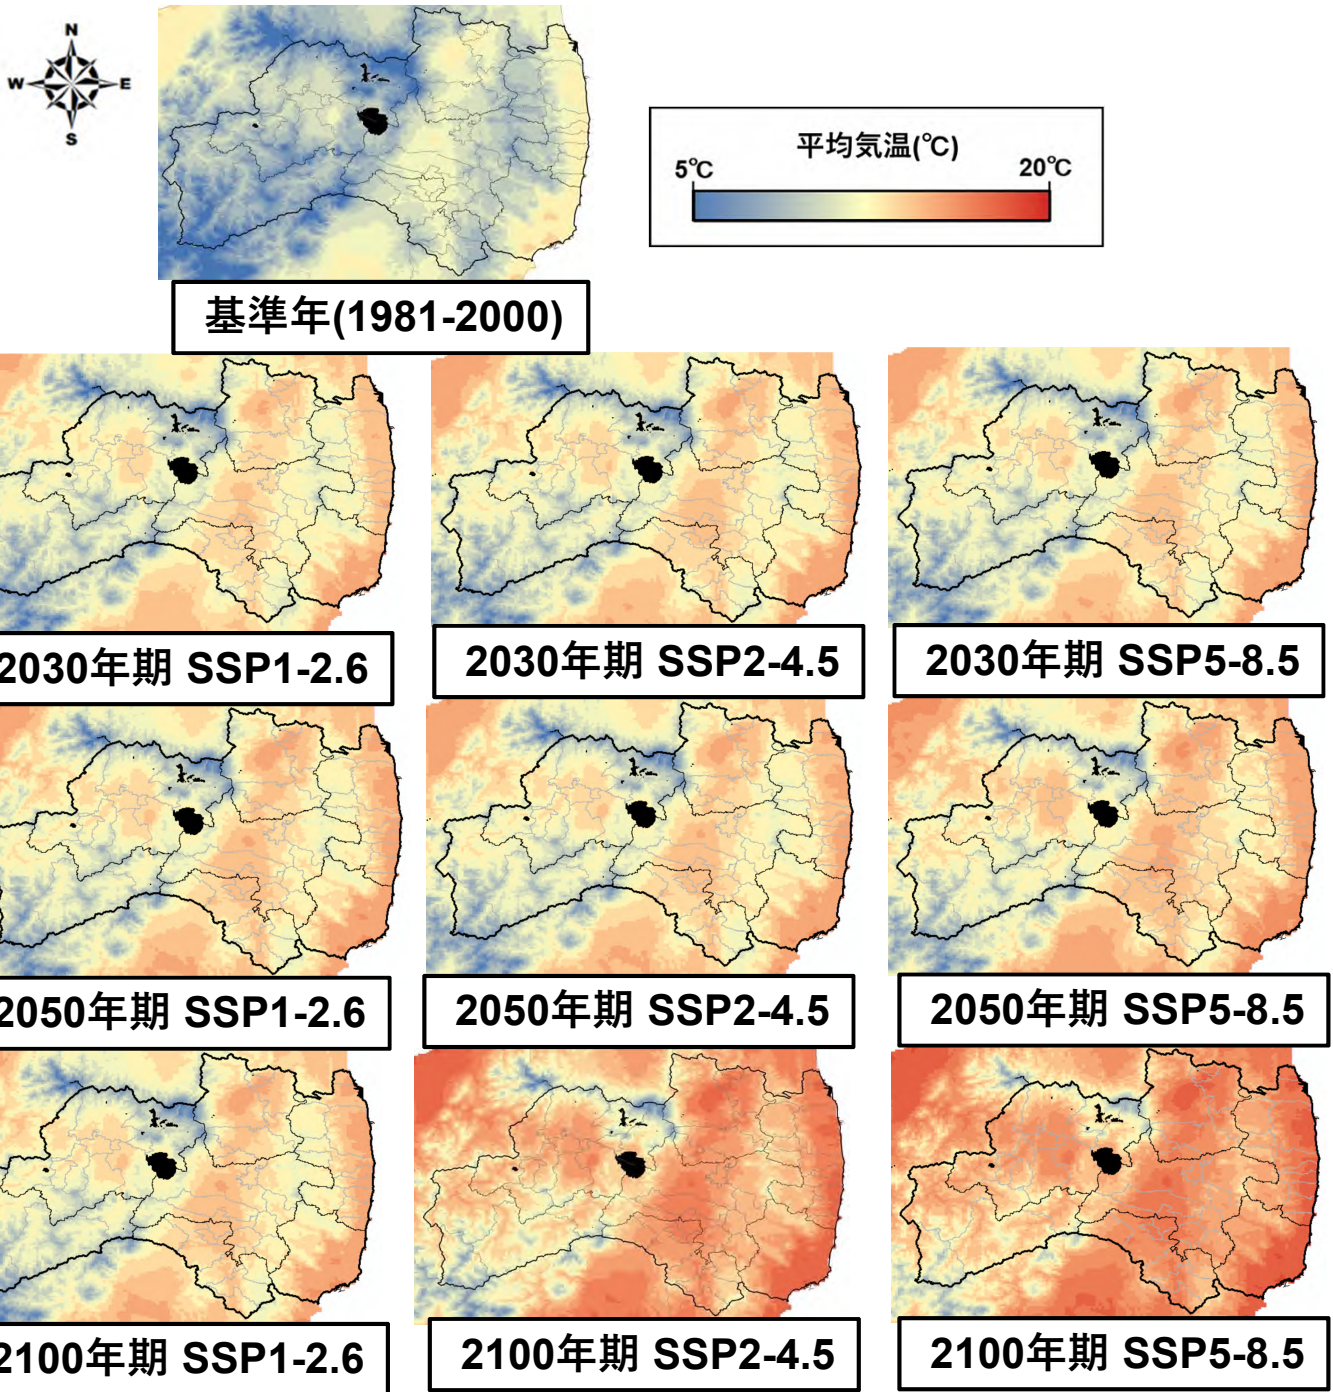 N
W E
S
平均気温(℃)
5℃ 20℃
基準年(1981-2000)
2030年期 SSP1-2.6
2030年期 SSP2-4.5
2030年期 SSP5-8.5
2050年期 SSP1-2.6
2050年期 SSP2-4.5
2050年期 SSP5-8.5
2100年期 SSP1-2.6
2100年期 SSP2-4.5
2100年期 SSP5-8.5